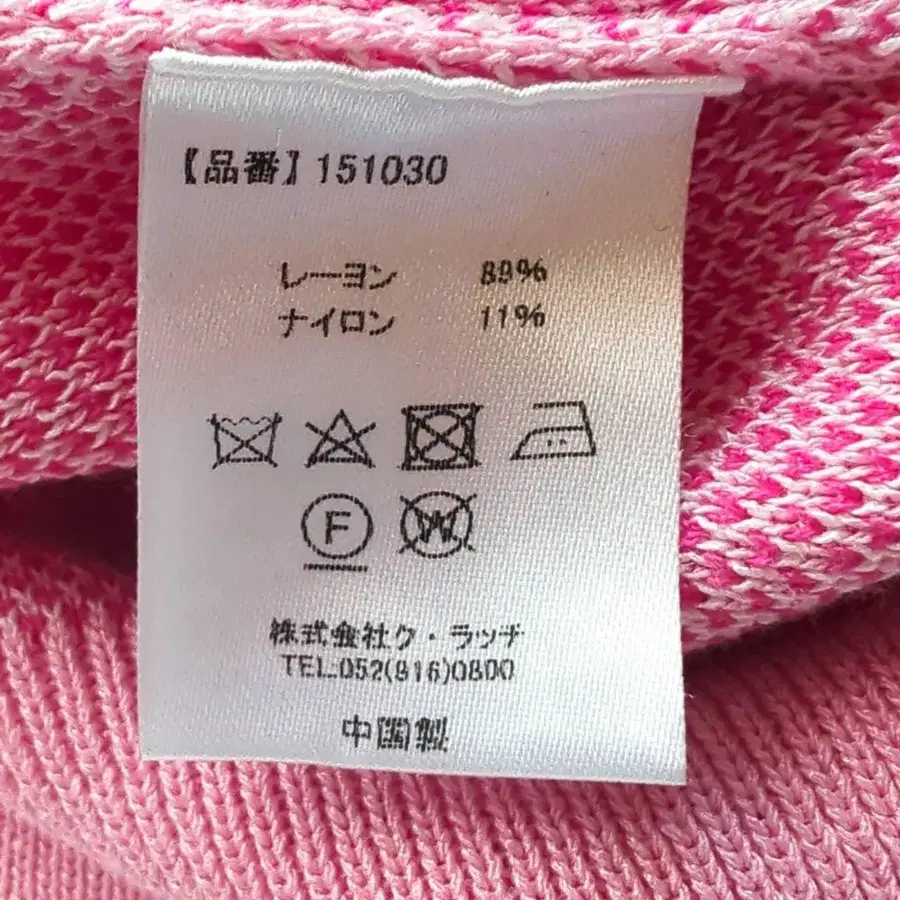 【品番】151030
レーヨン 89%
ナイロン 11%
F
W
株式会社ク・ラッチ
TEL.052(916)0800
中国製